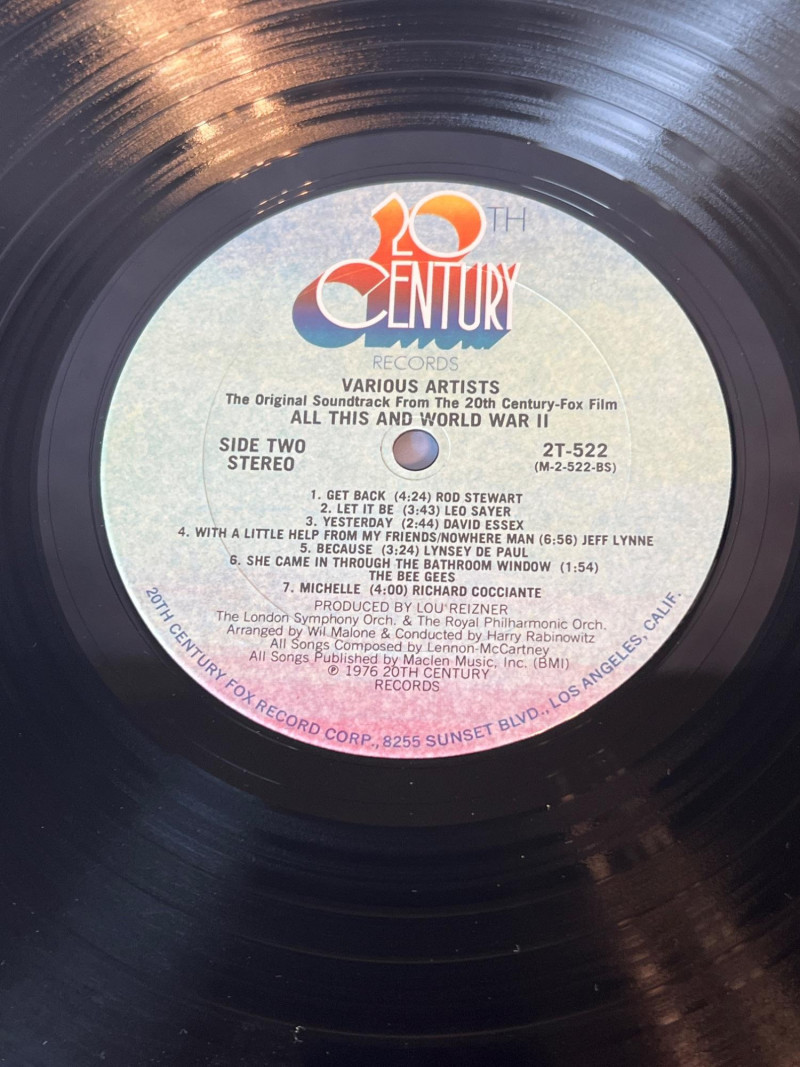 20TH
CENTURY
RECORDS
VARIOUS ARTISTS
The Original Soundtrack From The 20th Century-Fox Film
ALL THIS AND WORLD WAR II
SIDE TWO
STEREO
2T-522
(M-2-522-BS)
1. GET BACK (4:24) ROD STEWART
2. LET IT BE (3:43) LEO SAYER
3. YESTERDAY (2:44) DAVID ESSEX
4. WITH A LITTLE HELP FROM MY FRIENDS/NOWHERE MAN (6:56) JEFF LYNNE
5. BECAUSE (3:24) LYNSEY DE PAUL
6. SHE CAME IN THROUGH THE BATHROOM WINDOW (1:54)
THE BEE GEES
7. MICHELLE (4:00) RICHARD COCCIANTE
PRODUCED BY LOU REIZNER
The London Symphony Orch. & The Royal Philharmonic Orch.
Arranged by Wil Malone & Conducted by Harry Rabinowitz
All Songs Composed by Lennon-McCartney
All Songs Published by Maclen Music, Inc. (BMI)
℗ 1976 20TH CENTURY
RECORDS
20TH CENTURY FOX RECORD CORP., 8255 SUNSET BLVD., LOS ANGELES, CALIF.